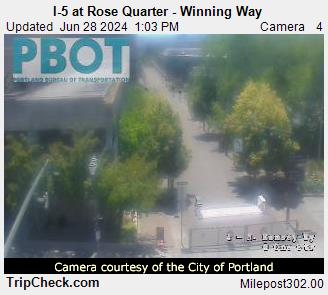 I-5 at Rose Quarter - Winning Way
Updated Jun 28 2024 1:03 PM Camera 4
PBOT
PORTLAND BUREAU OF TRANSPORTATION
Camera courtesy of the City of Portland
TripCheck.com Milepost302.00